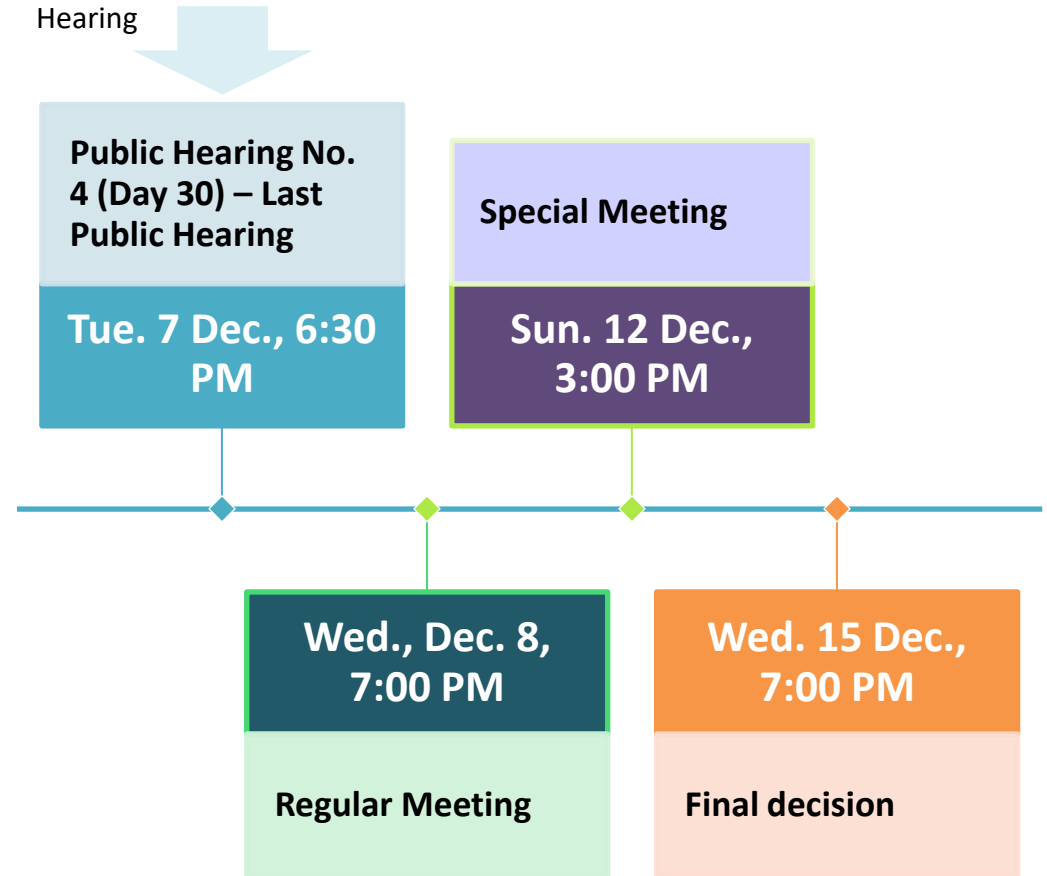 Hearing
Public Hearing No.
4 (Day 30) – Last
Public Hearing
Tue. 7 Dec., 6:30
PM
Special Meeting
Sun. 12 Dec.,
3:00 PM
Wed., Dec. 8,
7:00 PM
Regular Meeting
Wed. 15 Dec.,
7:00 PM
Final decision